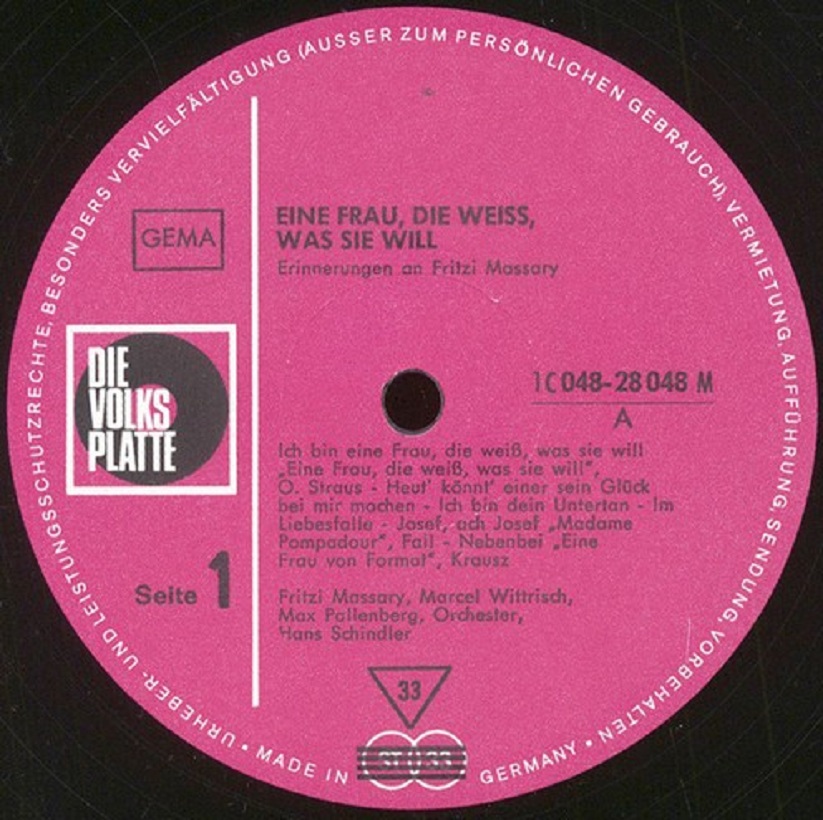 URHEBER- UND LEISTUNGSSCHUTZRECHTE, BESONDERS VERVIELFÄLTIGUNG (AUSSER ZUM PERSÖNLICHEN GEBRAUCH), VERMIETUNG, AUFFÜHRUNG, SENDUNG, VORBEHALTEN •
GEMA
EINE FRAU, DIE WEISS,
WAS SIE WILL
Erinnerungen an Fritzi Massary
DIE
VOLKS
PLATTE
1C 048-28 048 M
A
Ich bin eine Frau, die weiß, was sie will
„Eine Frau, die weiß, was sie will",
O. Straus - Heut' könnt' einer sein Glück
bei mir machen - Ich bin dein Untertan - Im
Liebesfalle - Josef, ach Josef „Madame
Pompadour", Fall - Nebenbei „Eine
Frau von Format", Krausz
Seite 1
Fritzi Massary, Marcel Wittrisch,
Max Pallenberg, Orchester,
Hans Schindler
33
• MADE IN
GERMANY